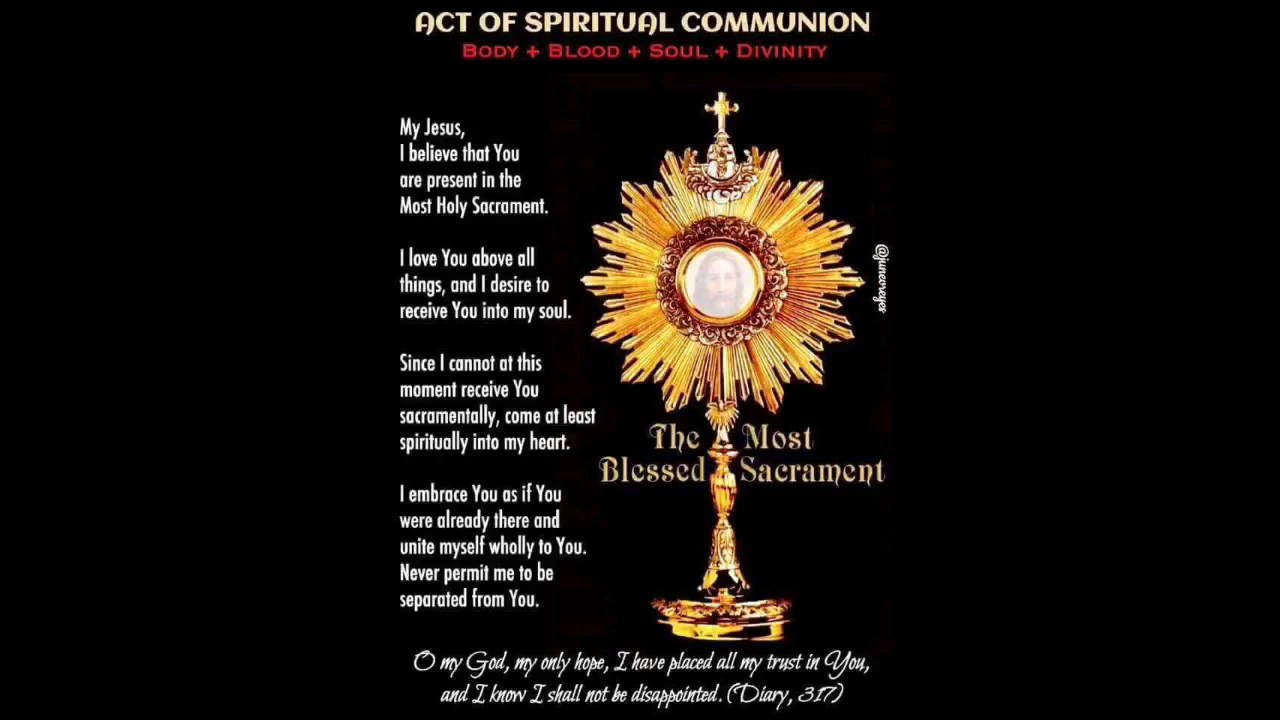 ACT OF SPIRITUAL COMMUNION
BODY + BLOOD + SOUL + DIVINITY
My Jesus,
I believe that You
are present in the
Most Holy Sacrament.
I love You above all
things, and I desire to
receive You into my soul.
Since I cannot at this
moment receive You
sacramentally, come at least
spiritually into my heart.
I embrace You as if You
were already there and
unite myself wholly to You.
Never permit me to be
separated from You.
The Most
Blessed Sacrament
O my God, my only hope, I have placed all my trust in You,
and I know I shall not be disappointed. (Diary, 317)